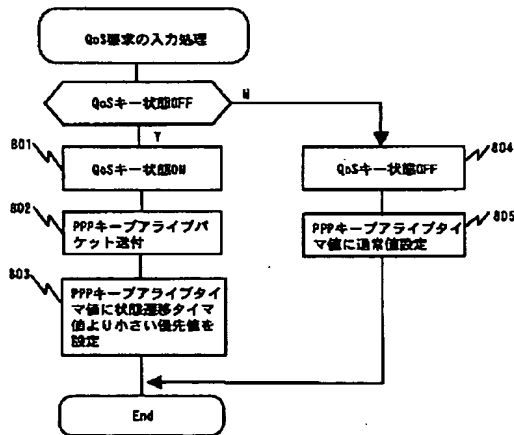 QoS要求の入力処理
QoSキー状態OFF
N
Y
801
QoSキー状態ON
804
QoSキー状態OFF
802
PPPキープアライブパ
ケット送付
805
PPPキープアライブタイ
マ値に通常値設定
803
PPPキープアライブタイ
マ値に状態遷移タイマ
値より小さい優先値を
設定
End